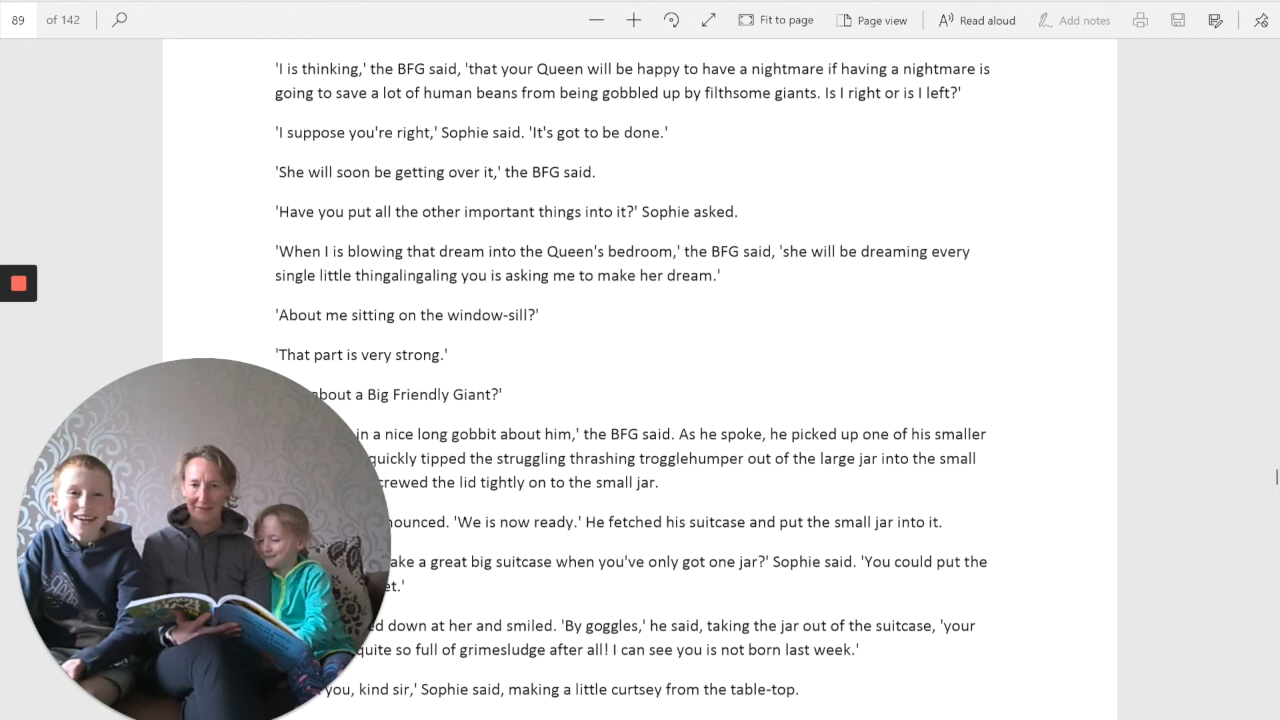 89 of 142 Fit to page Page view Read aloud Add notes
'I is thinking,' the BFG said, 'that your Queen will be happy to have a nightmare if having a nightmare is
going to save a lot of human beans from being gobbled up by filthsome giants. Is I right or is I left?'
'I suppose you're right,' Sophie said. 'It's got to be done.'
'She will soon be getting over it,' the BFG said.
'Have you put all the other important things into it?' Sophie asked.
'When I is blowing that dream into the Queen's bedroom,' the BFG said, 'she will be dreaming every
single little thingalingaling you is asking me to make her dream.'
'About me sitting on the window-sill?'
'That part is very strong.'
about a Big Friendly Giant?'
in a nice long gobbit about him,' the BFG said. As he spoke, he picked up one of his smaller
quickly tipped the struggling thrashing trogglehumper out of the large jar into the small
crewed the lid tightly on to the small jar.
nounced. 'We is now ready.' He fetched his suitcase and put the small jar into it.
ake a great big suitcase when you've only got one jar?' Sophie said. 'You could put the
et.'
ed down at her and smiled. 'By goggles,' he said, taking the jar out of the suitcase, 'your
quite so full of grimesludge after all! I can see you is not born last week.'
you, kind sir,' Sophie said, making a little curtsey from the table-top.